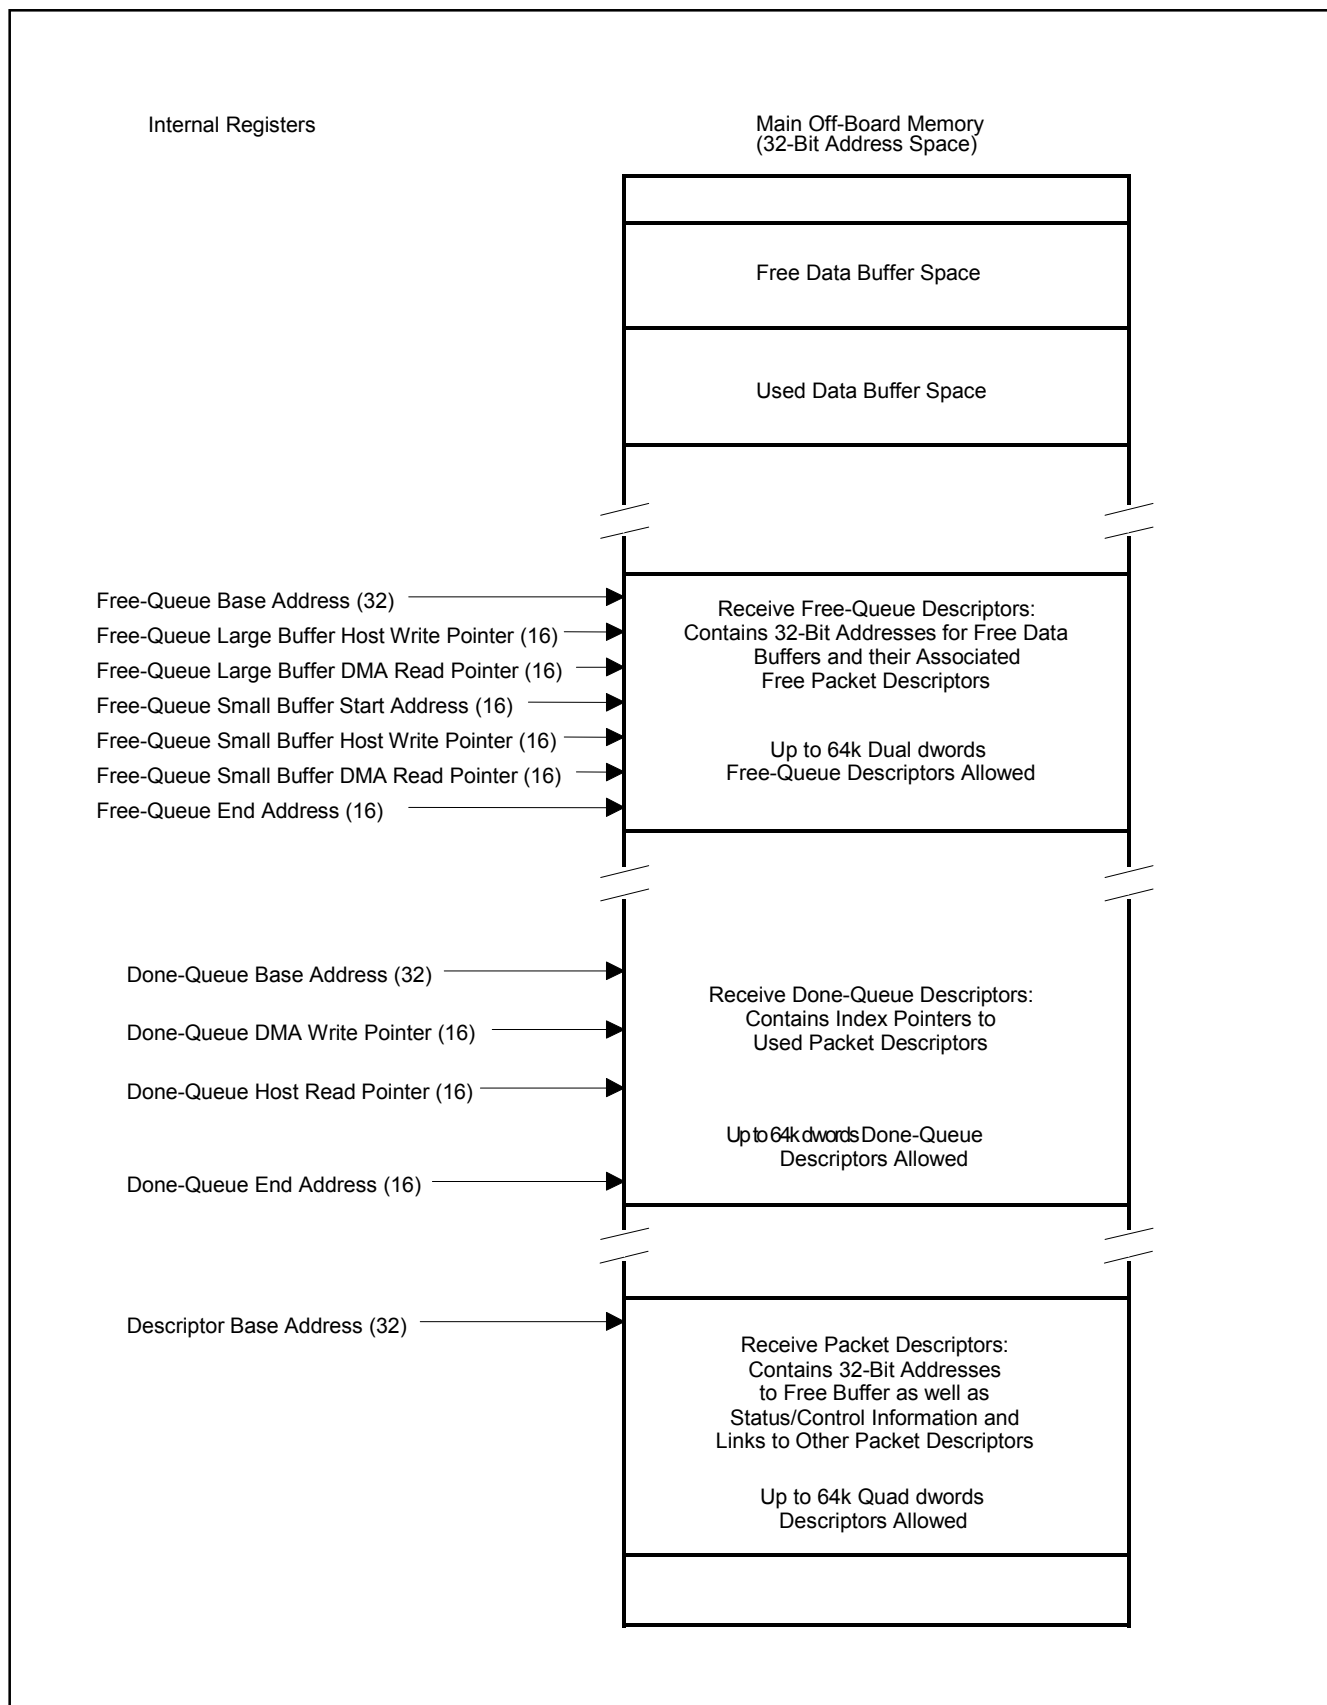 Internal Registers
Main Off-Board Memory
(32-Bit Address Space)
Free Data Buffer Space
Used Data Buffer Space
Free-Queue Base Address (32)
Free-Queue Large Buffer Host Write Pointer (16)
Free-Queue Large Buffer DMA Read Pointer (16)
Free-Queue Small Buffer Start Address (16)
Free-Queue Small Buffer Host Write Pointer (16)
Free-Queue Small Buffer DMA Read Pointer (16)
Free-Queue End Address (16)
Receive Free-Queue Descriptors:
Contains 32-Bit Addresses for Free Data
Buffers and their Associated
Free Packet Descriptors
Up to 64k Dual dwords
Free-Queue Descriptors Allowed
Done-Queue Base Address (32)
Done-Queue DMA Write Pointer (16)
Done-Queue Host Read Pointer (16)
Done-Queue End Address (16)
Receive Done-Queue Descriptors:
Contains Index Pointers to
Used Packet Descriptors
Up to 64k dwords Done-Queue
Descriptors Allowed
Descriptor Base Address (32)
Receive Packet Descriptors:
Contains 32-Bit Addresses
to Free Buffer as well as
Status/Control Information and
Links to Other Packet Descriptors
Up to 64k Quad dwords
Descriptors Allowed